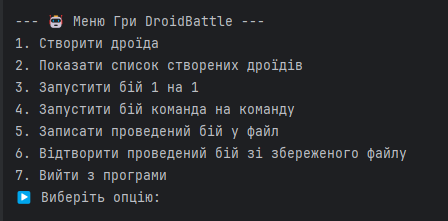 --- 🤖 Меню Гри DroidBattle ---
1. Створити дроїда
2. Показати список створених дроїдів
3. Запустити бій 1 на 1
4. Запустити бій команда на команду
5. Записати проведений бій у файл
6. Відтворити проведений бій зі збереженого файлу
7. Вийти з програми
▶️ Виберіть опцію: